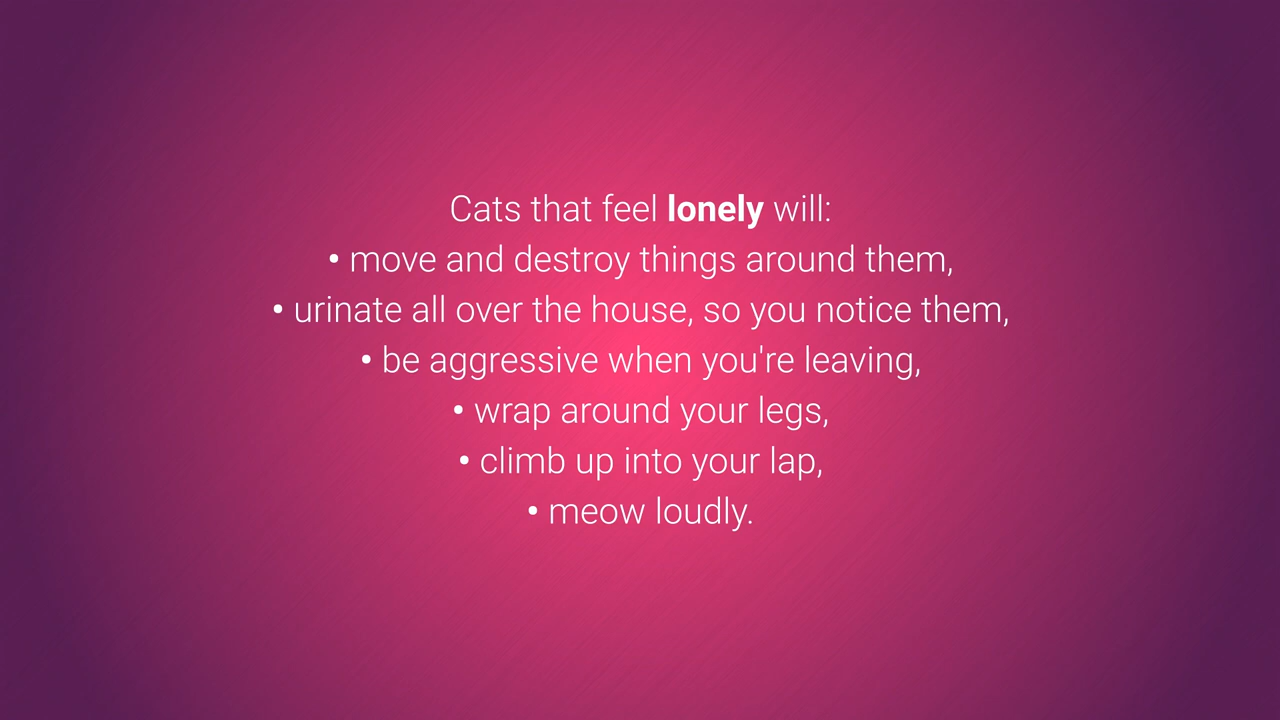 Cats that feel lonely will:
• move and destroy things around them,
• urinate all over the house, so you notice them,
• be aggressive when you're leaving,
• wrap around your legs,
• climb up into your lap,
• meow loudly.